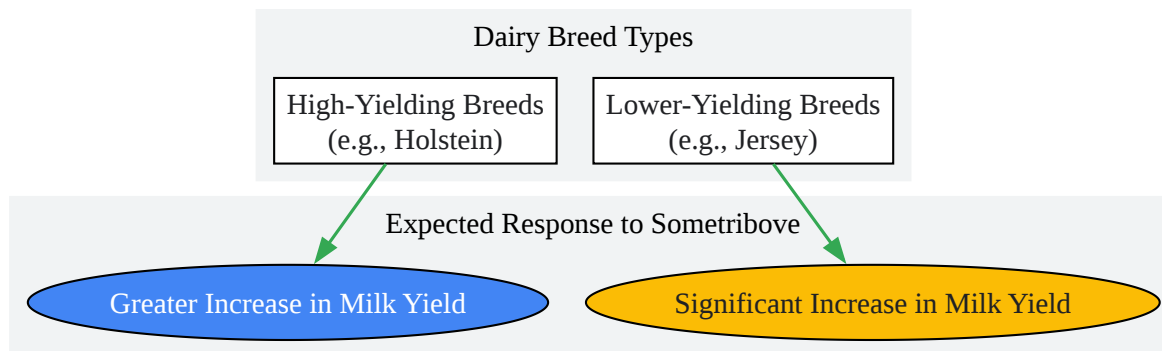 Dairy Breed Types
High-Yielding Breeds
(e.g., Holstein)
Lower-Yielding Breeds
(e.g., Jersey)
Expected Response to Sometribove
Greater Increase in Milk Yield
Significant Increase in Milk Yield